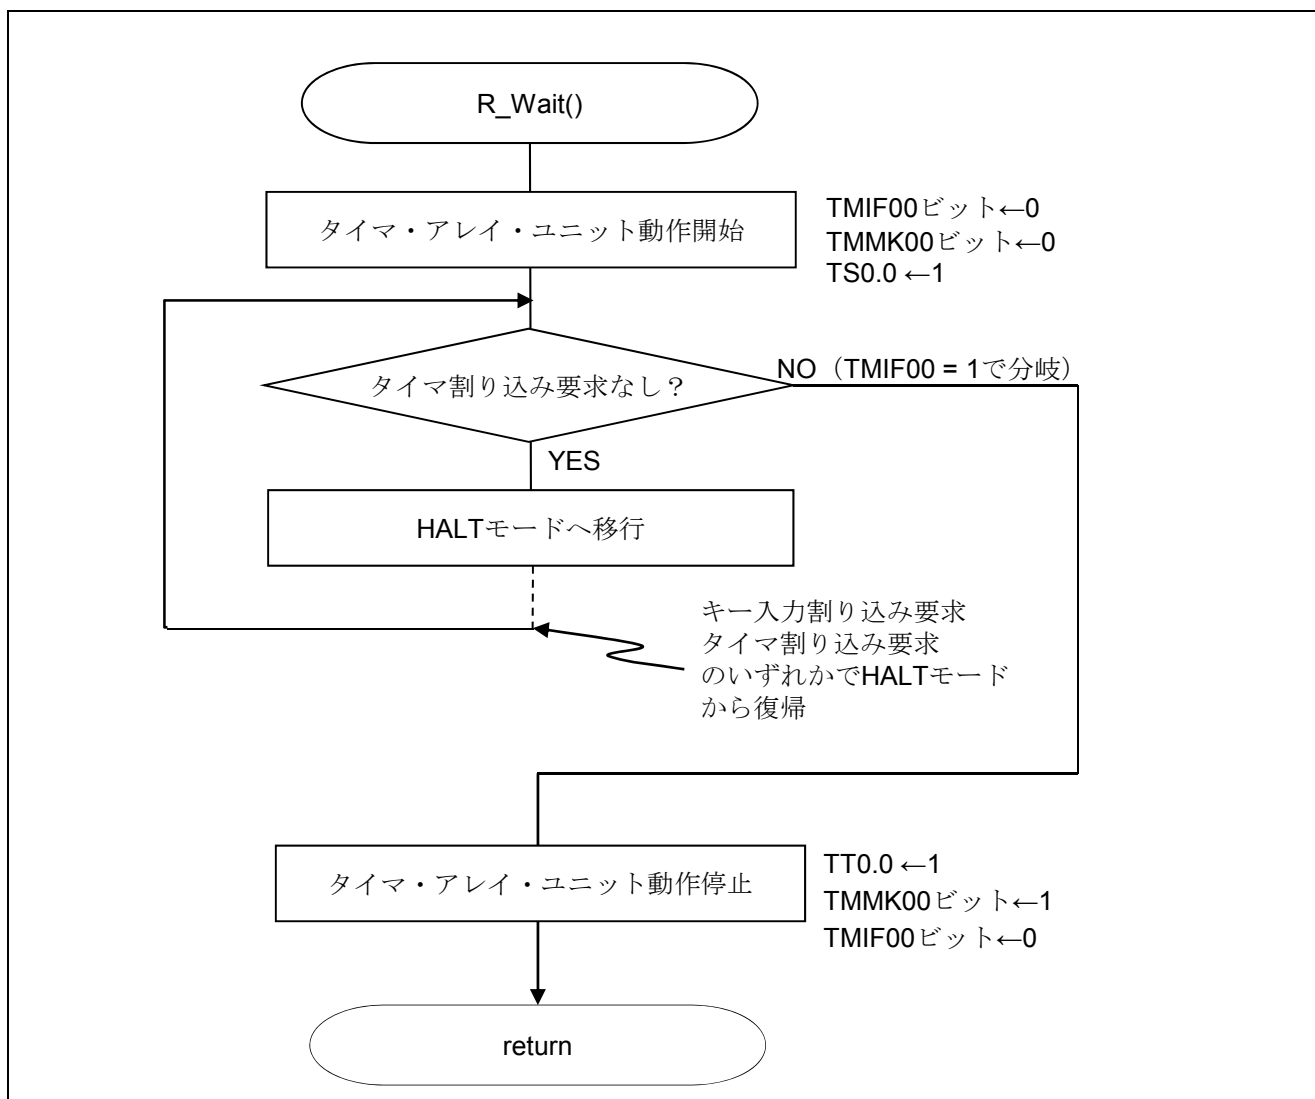 R_Wait()
タイマ・アレイ・ユニット動作開始
TMIF00ビット←0
TMMK00ビット←0
TS0.0 ←1
タイマ割り込み要求なし？
NO（TMIF00 = 1で分岐）
YES
HALTモードへ移行
キー入力割り込み要求
タイマ割り込み要求
のいずれかでHALTモード
から復帰
タイマ・アレイ・ユニット動作停止
TT0.0 ←1
TMMK00ビット←1
TMIF00ビット←0
return